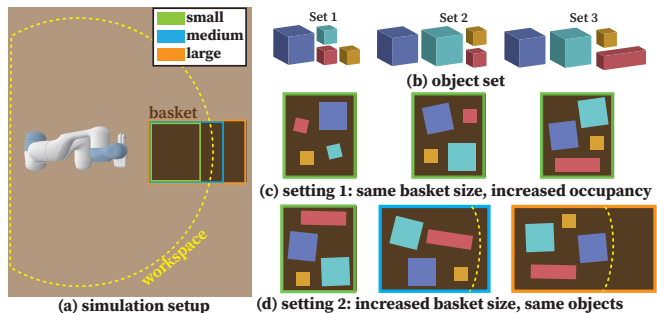 small
medium
large
basket
workspace
(a) simulation setup
Set 1
Set 2
Set 3
(b) object set
(c) setting 1: same basket size, increased occupancy
(d) setting 2: increased basket size, same objects